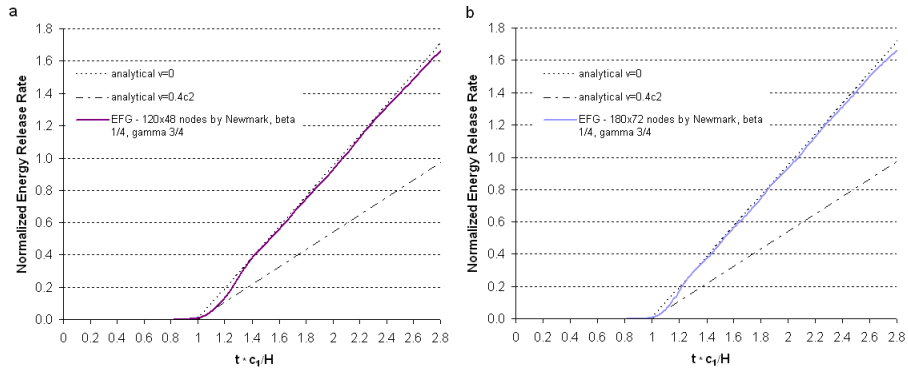 a
Normalized Energy Release Rate
1.8
1.6
1.4
1.2
1.0
0.8
0.6
0.4
0.2
0.0
analytical v=0
analytical v=0.4c2
EFG - 120x48 nodes by Newmark, beta
1/4, gamma 3/4
0 0.2 0.4 0.6 0.8 1 1.2 1.4 1.6 1.8 2 2.2 2.4 2.6 2.8
t * c₁/H
b
Normalized Energy Release Rate
1.8
1.6
1.4
1.2
1.0
0.8
0.6
0.4
0.2
0.0
analytical v=0
analytical v=0.4c2
EFG - 180x72 nodes by Newmark, beta
1/4, gamma 3/4
0 0.2 0.4 0.6 0.8 1 1.2 1.4 1.6 1.8 2 2.2 2.4 2.6 2.8
t * c₁/H